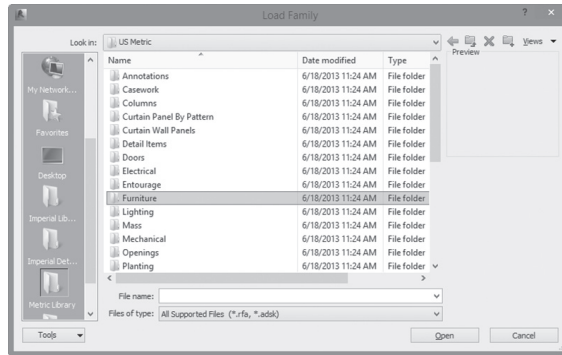 Load Family
? ×
Look in: US Metric
Views
Preview
My Network...
Favorites
Desktop
Imperial Lib...
Imperial Det...
Metric Library
Name Date modified Type
Annotations 6/18/2013 11:24 AM File folder
Casework 6/18/2013 11:24 AM File folder
Columns 6/18/2013 11:24 AM File folder
Curtain Panel By Pattern 6/18/2013 11:24 AM File folder
Curtain Wall Panels 6/18/2013 11:24 AM File folder
Detail Items 6/18/2013 11:24 AM File folder
Doors 6/18/2013 11:24 AM File folder
Electrical 6/18/2013 11:24 AM File folder
Entourage 6/18/2013 11:24 AM File folder
Furniture 6/18/2013 11:24 AM File folder
Lighting 6/18/2013 11:24 AM File folder
Mass 6/18/2013 11:24 AM File folder
Mechanical 6/18/2013 11:24 AM File folder
Openings 6/18/2013 11:24 AM File folder
Planting 6/18/2013 11:24 AM File folder
File name:
Files of type: All Supported Files (*.rfa, *.adsk)
Tools
Open
Cancel